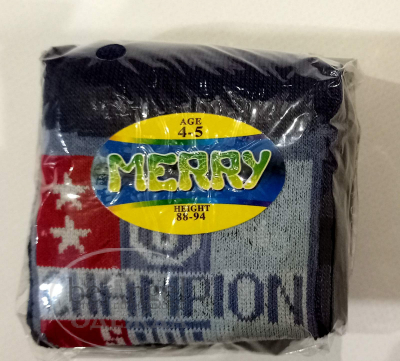 AGE
4-5
MERRY
HEIGHT
88-94
CHAMPION